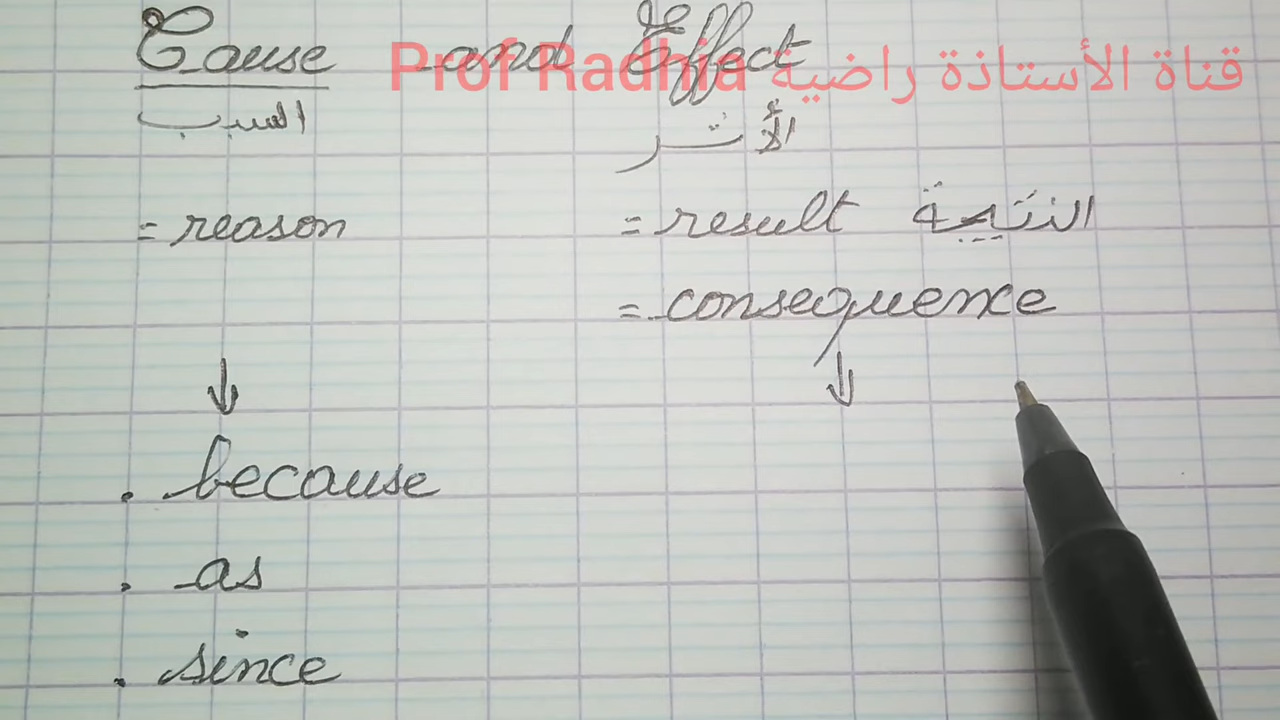 Cause and Effect
Prof Radhia قناة الأستاذة راضية
السبب الأثر
= reason = result النتيجة
= consequence
↓ ↓
. because
. as
. since